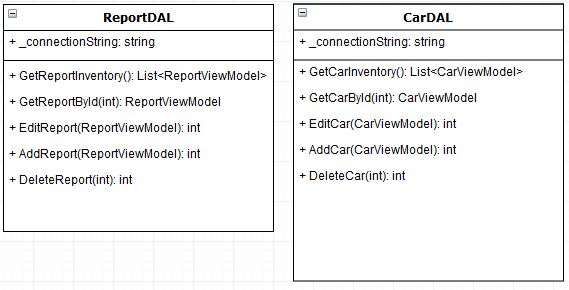 ReportDAL
+ _connectionString: string
+ GetReportInventory(): List<ReportViewModel>
+ GetReportById(int): ReportViewModel
+ EditReport(ReportViewModel): int
+ AddReport(ReportViewModel): int
+ DeleteReport(int): int
CarDAL
+ _connectionString: string
+ GetCarInventory(): List<CarViewModel>
+ GetCarById(int): CarViewModel
+ EditCar(CarViewModel): int
+ AddCar(CarViewModel): int
+ DeleteCar(int): int